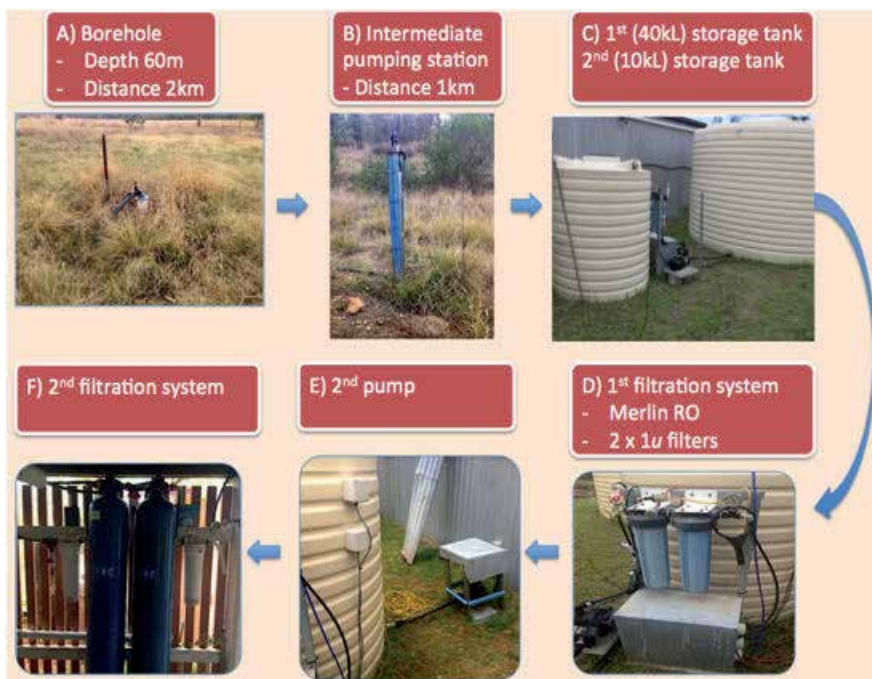 A) Borehole
- Depth 60m
- Distance 2km
B) Intermediate
pumping station
- Distance 1km
C) 1st (40kL) storage tank
2nd (10kL) storage tank
D) 1st filtration system
- Merlin RO
- 2 x 1u filters
E) 2nd pump
F) 2nd filtration system